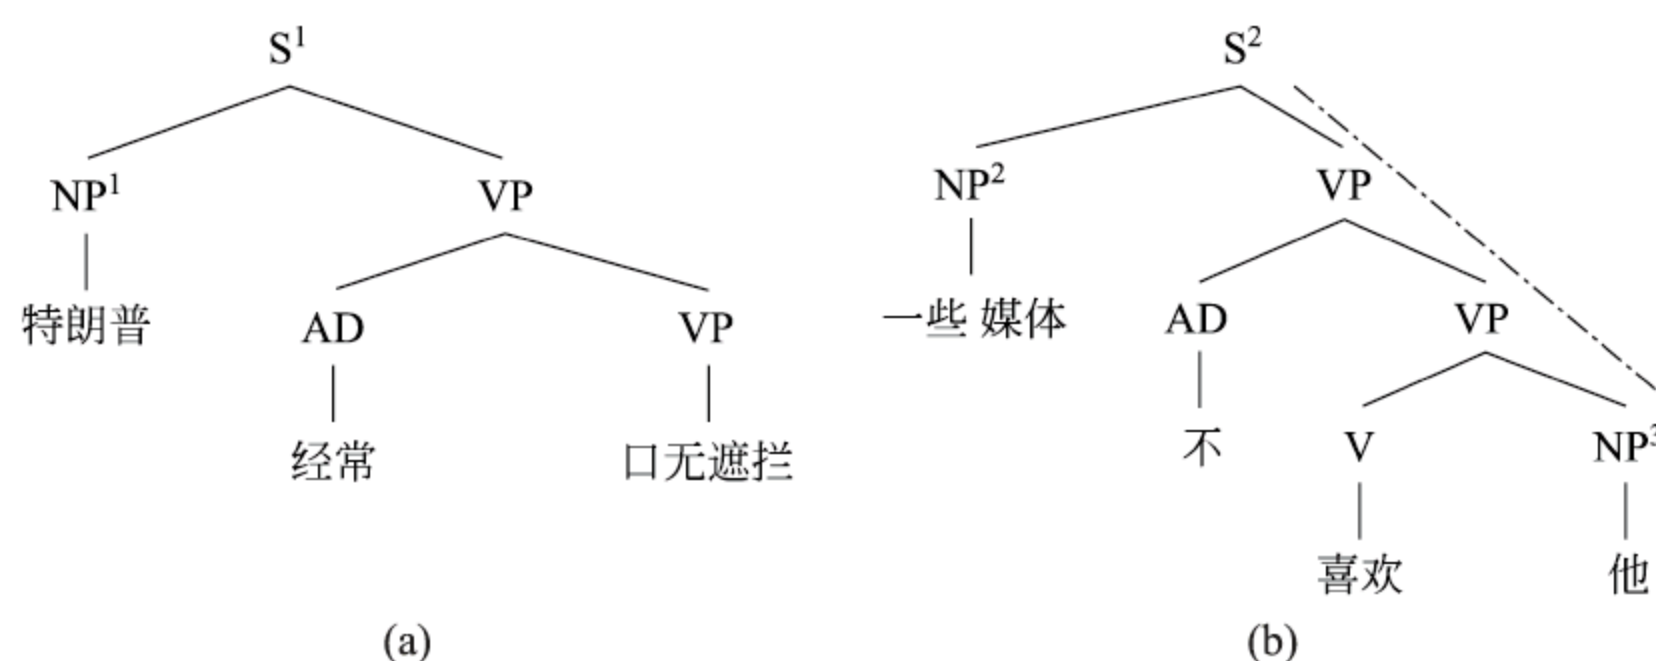 S¹ S²
NP¹ VP NP² VP
特朗普 AD VP 一些 媒体 AD VP
经常 口无遮拦 不 V NP³
喜欢 他
(a) (b)